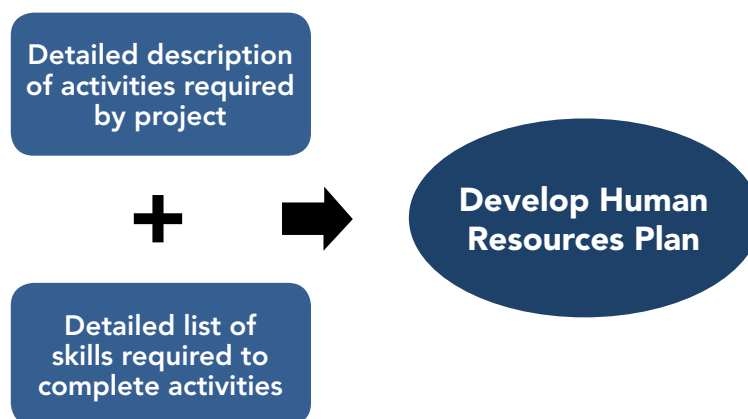 Detailed description
of activities required
by project
+
Detailed list of
skills required to
complete activities
Develop Human
Resources Plan